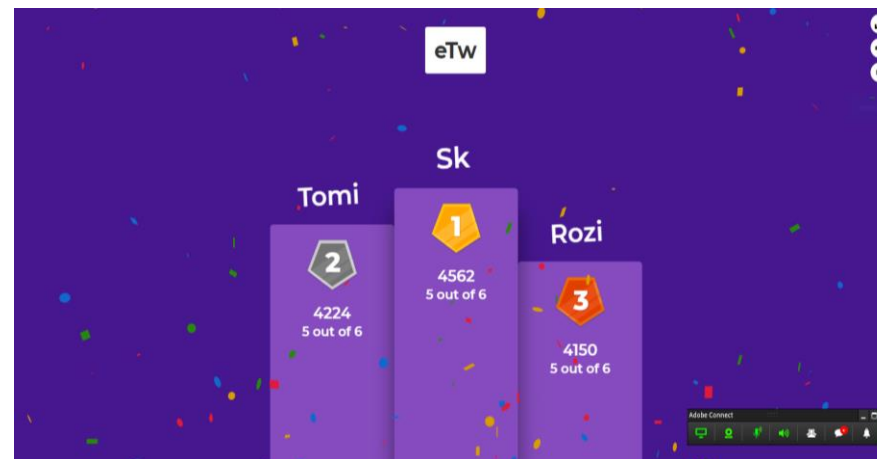 eTw
Sk
Tomi
Rozi
1
4562
5 out of 6
2
4224
5 out of 6
3
4150
5 out of 6
Adobe Connect